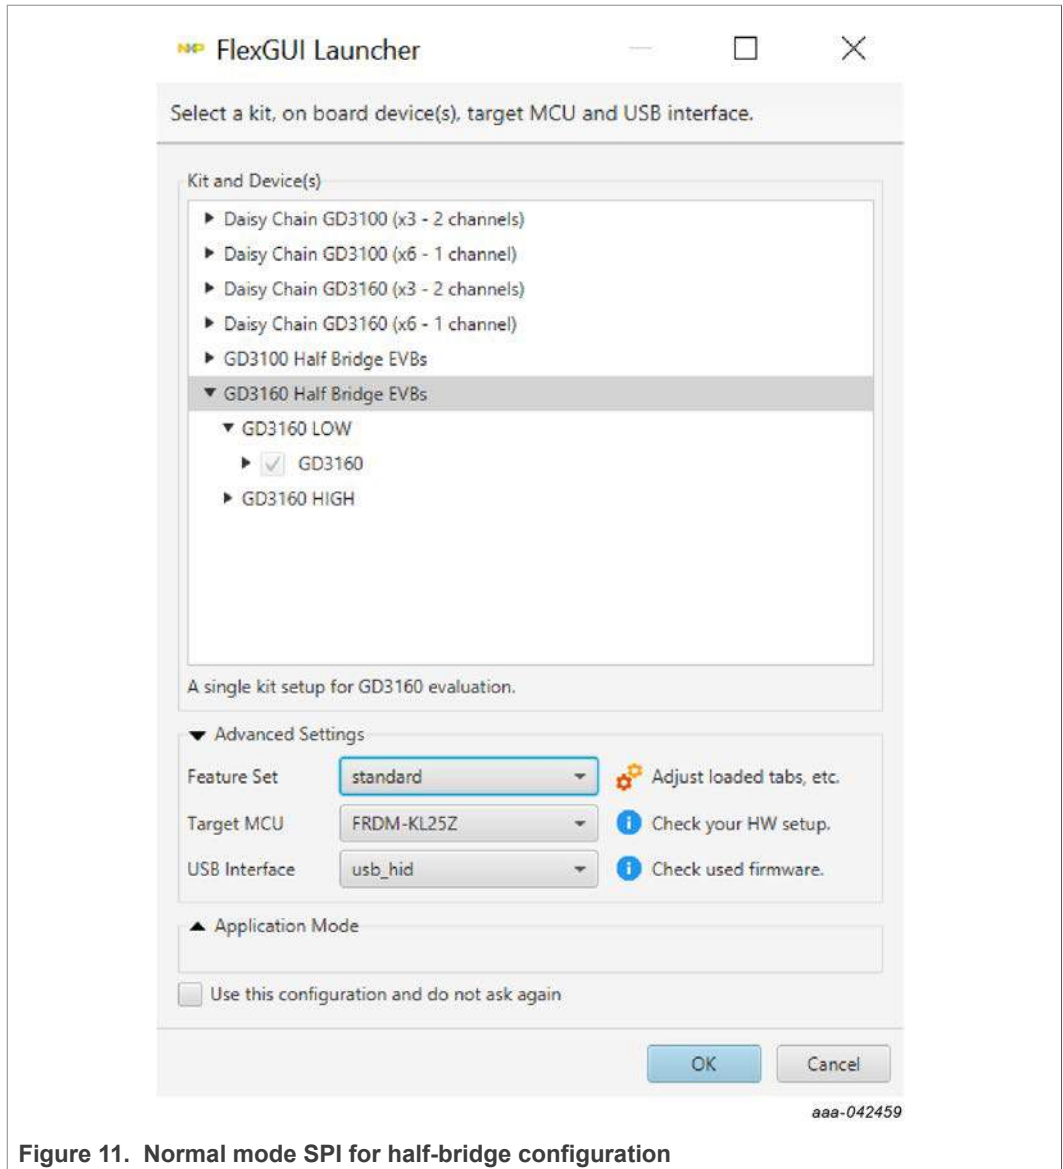 NXP FlexGUI Launcher
Select a kit, on board device(s), target MCU and USB interface.
Kit and Device(s)
Daisy Chain GD3100 (x3 - 2 channels)
Daisy Chain GD3100 (x6 - 1 channel)
Daisy Chain GD3160 (x3 - 2 channels)
Daisy Chain GD3160 (x6 - 1 channel)
GD3100 Half Bridge EVBs
GD3160 Half Bridge EVBs
GD3160 LOW
GD3160
GD3160 HIGH
A single kit setup for GD3160 evaluation.
Advanced Settings
Feature Set standard Adjust loaded tabs, etc.
Target MCU FRDM-KL25Z Check your HW setup.
USB Interface usb_hid Check used firmware.
Application Mode
Use this configuration and do not ask again
OK Cancel
aaa-042459
Figure 11. Normal mode SPI for half-bridge configuration